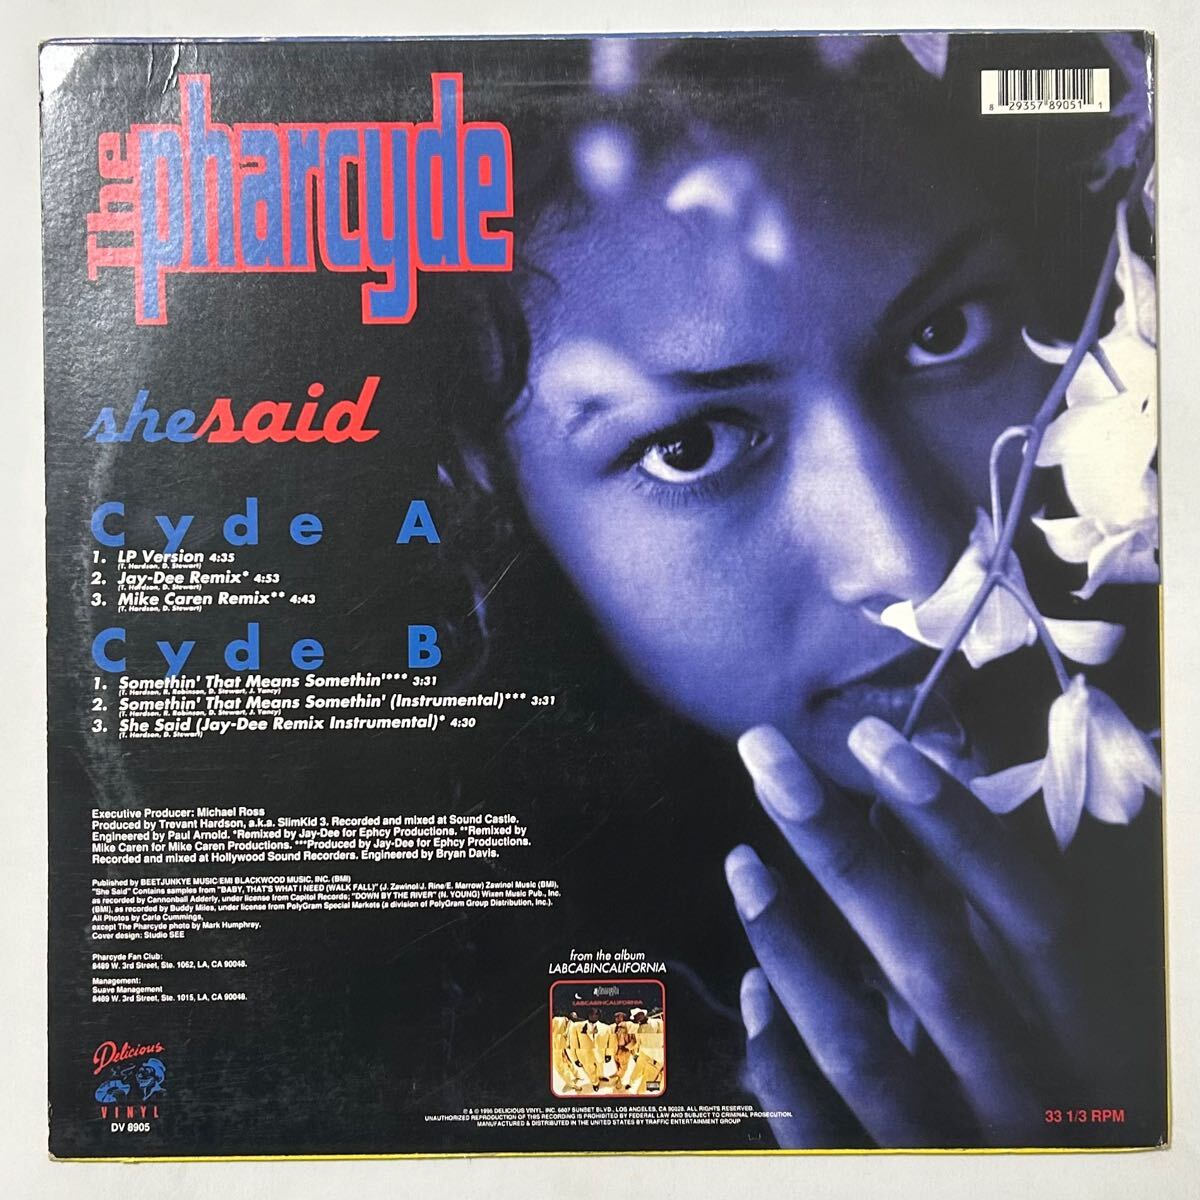 The pharcyde
8 29357 89051 1
shesaid
Cyde A
1. LP Version 4:35
(T. Hardson, D. Stewart)
2. Jay-Dee Remix* 4:53
(T. Hardson, D. Stewart)
3. Mike Caren Remix** 4:43
(T. Hardson, D. Stewart)
Cyde B
1. Somethin' That Means Somethin'*** 3:31
(T. Hardson, R. Robinson, D. Stewart, J. Yancy)
2. Somethin' That Means Somethin' (Instrumental)*** 3:31
(T. Hardson, R. Robinson, D. Stewart, J. Yancy)
3. She Said (Jay-Dee Remix Instrumental)* 4:30
(T. Hardson, D. Stewart)
Executive Producer: Michael Ross
Produced by Trevant Hardson, a.k.a. SlimKid 3. Recorded and mixed at Sound Castle.
Engineered by Paul Arnold. *Remixed by Jay-Dee for Ephcy Productions. **Remixed by
Mike Caren for Mike Caren Productions. ***Produced by Jay-Dee for Ephcy Productions.
Recorded and mixed at Hollywood Sound Recorders. Engineered by Bryan Davis.
Published by BEETJUNKYE MUSIC/EMI BLACKWOOD MUSIC, INC. (BMI)
"She Said" Contains samples from "BABY, THAT'S WHAT I NEED (WALK FALL)" (J. Zawinol/J. Rine/E. Marrow) Zawinol Music (BMI),
as recorded by Cannonball Adderly, under license from Capitol Records; "DOWN BY THE RIVER" (N. YOUNG) Wixen Music Pub., Inc.
(BMI), as recorded by Buddy Miles, under license from PolyGram Special Markets (a division of PolyGram Group Distribution, Inc.).
All Photos by Carla Cummings,
except The Pharcyde photo by Mark Humphrey.
Cover design: Studio SEE
Pharcyde Fan Club:
8489 W. 3rd Street, Ste. 1052, LA, CA 90048.
Management:
Suave Management
8489 W. 3rd Street, Ste. 1015, LA, CA 90048.
from the album
LABCABINCALIFORNIA
pharcyde
LABCABINCALIFORNIA
Delicious
VINYL
DV 8905
℗ & © 1996 DELICIOUS VINYL, INC. 6607 SUNSET BLVD., LOS ANGELES, CA 90028. ALL RIGHTS RESERVED.
UNAUTHORIZED REPRODUCTION OF THIS RECORDING IS PROHIBITED BY FEDERAL LAW AND SUBJECT TO CRIMINAL PROSECUTION.
MANUFACTURED & DISTRIBUTED IN THE UNITED STATES BY TRAFFIC ENTERTAINMENT GROUP
33 1/3 RPM